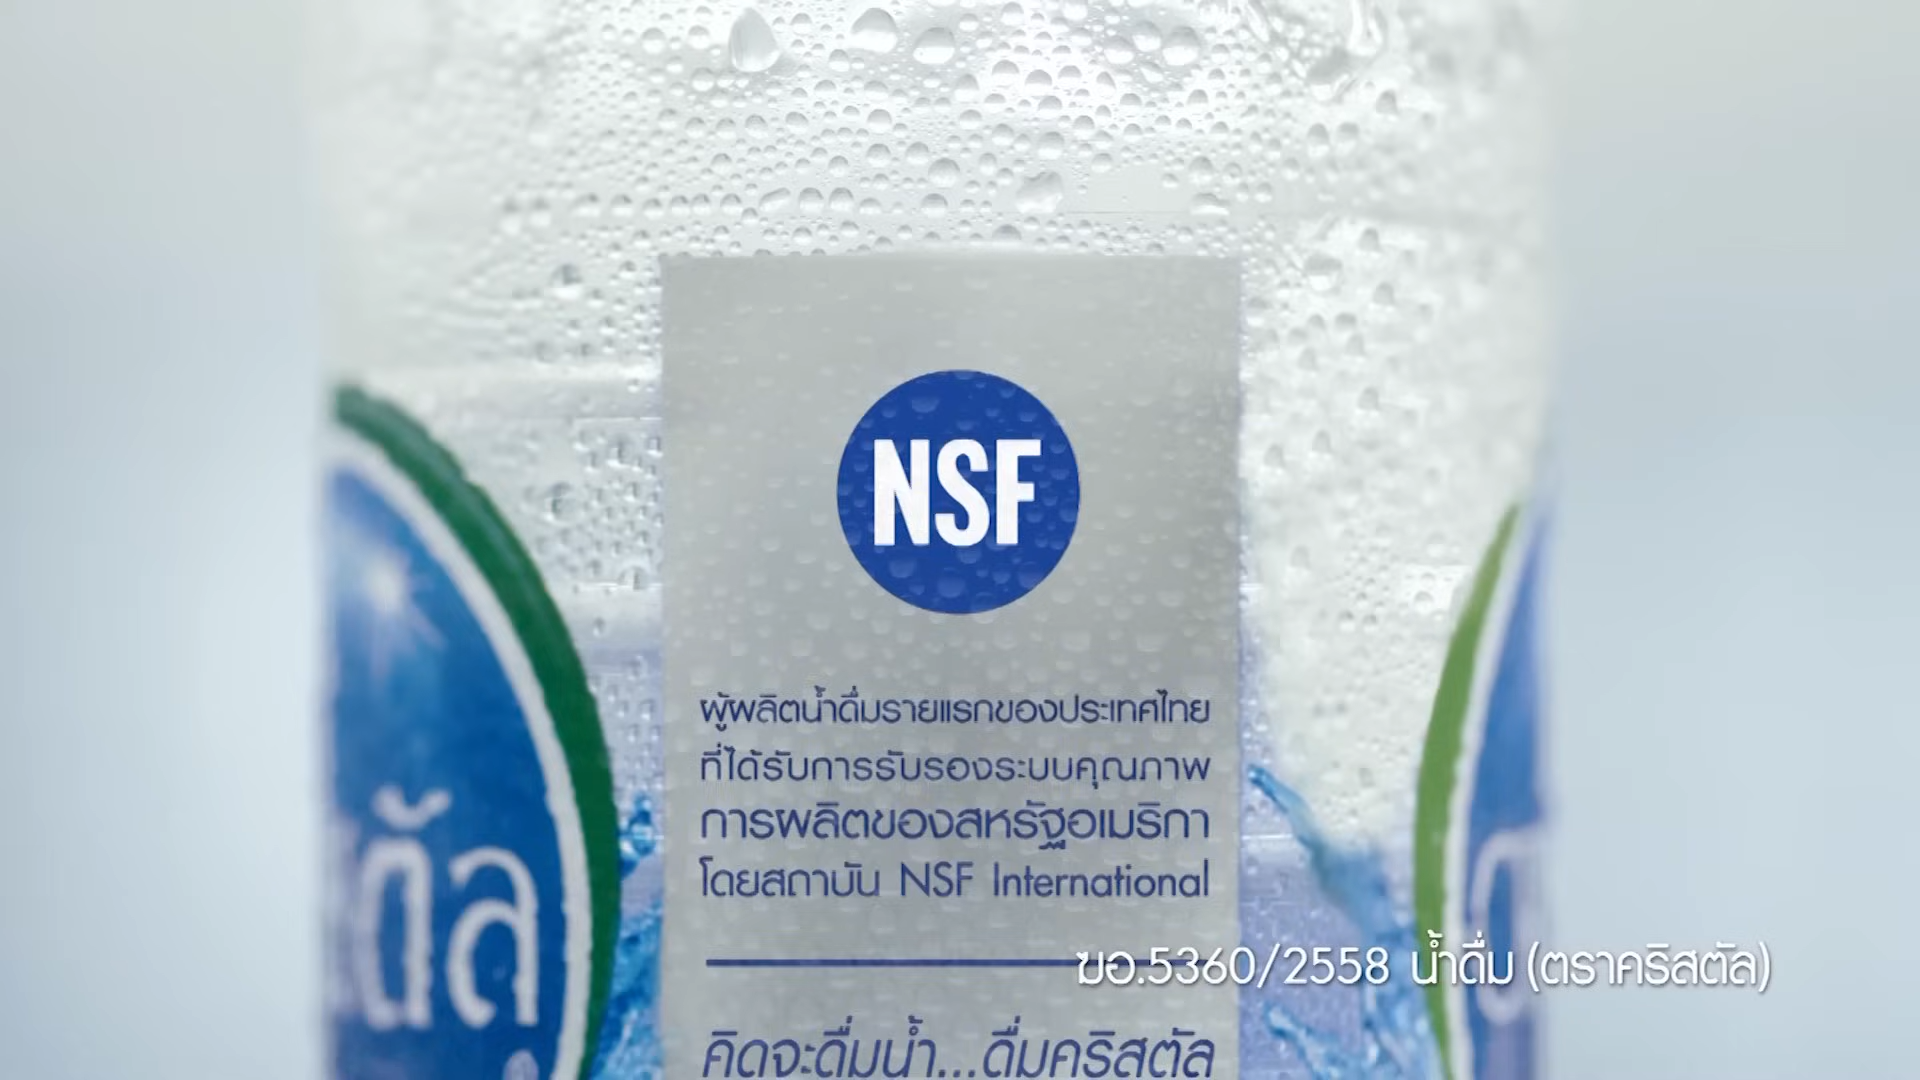 NSF
ผู้ผลิตน้ำดื่มรายแรกของประเทศไทย
ที่ได้รับการรับรองระบบคุณภาพ
การผลิตของสหรัฐอเมริกา
โดยสถาบัน NSF International
ฆอ.5360/2558 น้ำดื่ม (ตราคริสตัล)
คิดจะดื่มน้ำ...ดื่มคริสตัล
ตัล